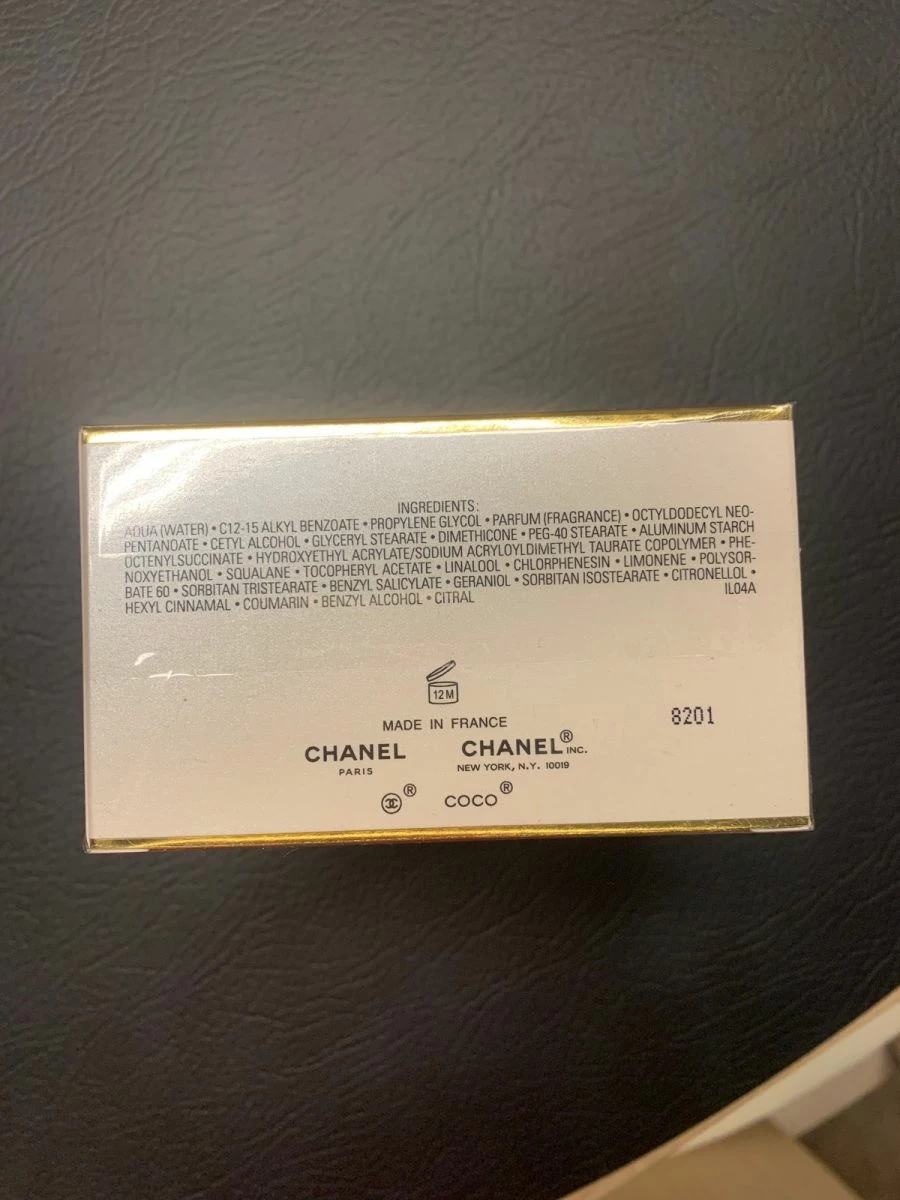 INGREDIENTS:
AQUA (WATER) • C12-15 ALKYL BENZOATE • PROPYLENE GLYCOL • PARFUM (FRAGRANCE) • OCTYLDODECYL NEO-
PENTANOATE • CETYL ALCOHOL • GLYCERYL STEARATE • DIMETHICONE • PEG-40 STEARATE • ALUMINUM STARCH
OCTENYLSUCCINATE • HYDROXYETHYL ACRYLATE/SODIUM ACRYLOYLDIMETHYL TAURATE COPOLYMER • PHE-
NOXYETHANOL • SQUALANE • TOCOPHERYL ACETATE • LINALOOL • CHLORPHENESIN • LIMONENE • POLYSOR-
BATE 60 • SORBITAN TRISTEARATE • BENZYL SALICYLATE • GERANIOL • SORBITAN ISOSTEARATE • CITRONELLOL •
HEXYL CINNAMAL • COUMARIN • BENZYL ALCOHOL • CITRAL IL04A
12M
MADE IN FRANCE
8201
CHANEL CHANEL® INC.
PARIS NEW YORK, N.Y. 10019
® COCO®